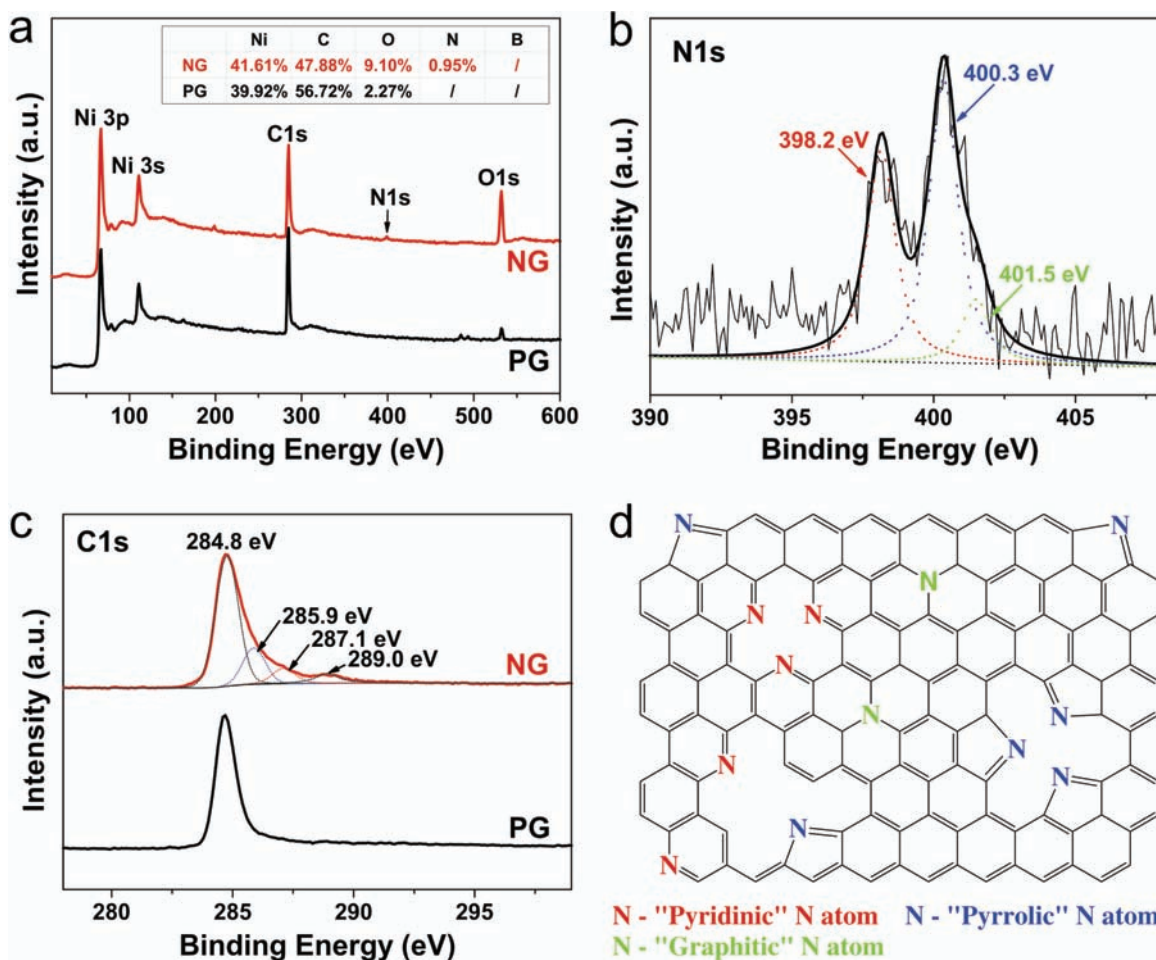 a
Ni C O N B
NG 41.61% 47.88% 9.10% 0.95% /
PG 39.92% 56.72% 2.27% / /
Ni 3p
Ni 3s
C1s
N1s
O1s
NG
PG
Intensity (a.u.)
100 200 300 400 500 600
Binding Energy (eV)
b
N1s
400.3 eV
398.2 eV
401.5 eV
Intensity (a.u.)
390 395 400 405
Binding Energy (eV)
c
C1s
284.8 eV
285.9 eV
287.1 eV
289.0 eV
NG
PG
Intensity (a.u.)
280 285 290 295
Binding Energy (eV)
d
N N
N
N N
N
N N
N
N N
N
N
N
N - "Pyridinic" N atom N - "Pyrrolic" N atom
N - "Graphitic" N atom